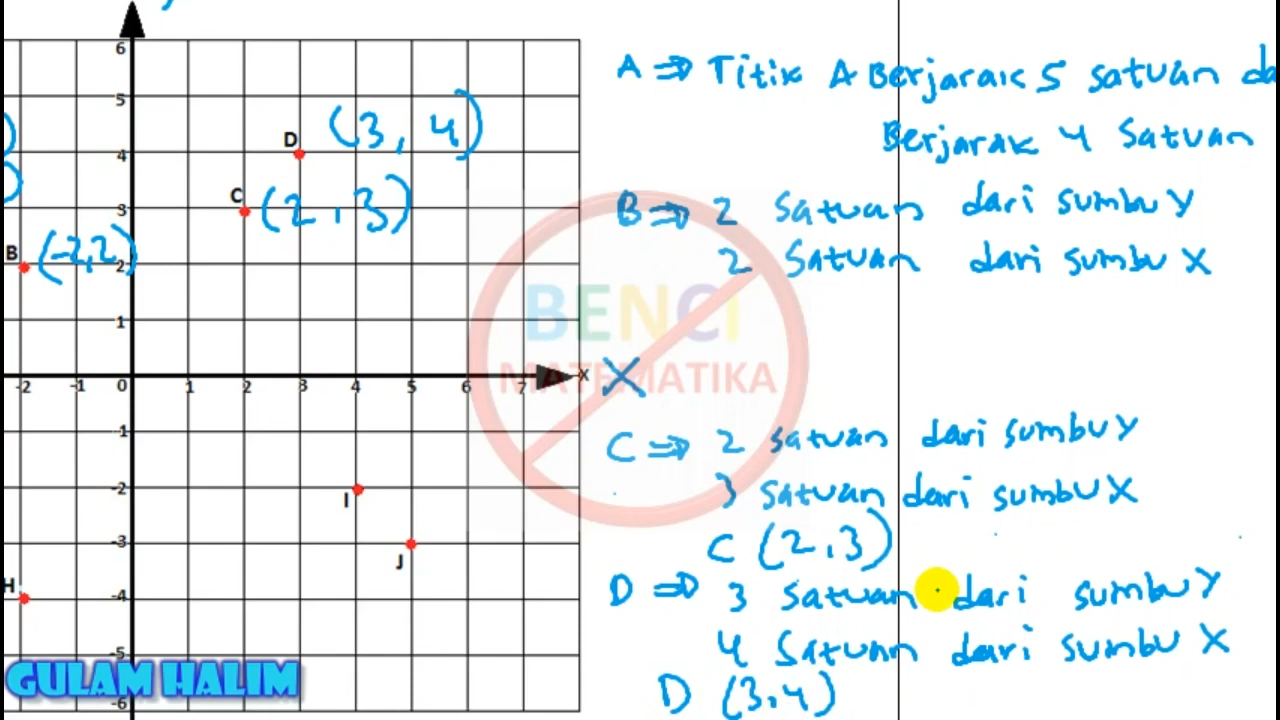 6
5
D (3, 4)
4
C (2, 3)
3
B (-2,2)
2
1
-2 -1 0 1 2 3 4 5 6 7 X X
-1
-2
I
-3
J
H
-4
-5
-6
GULAM HALIM
BENCI
MATEMATIKA
A ⇒ Titik A Berjarak 5 satuan da
Berjarak 4 Satuan
B ⇒ 2 Satuan dari sumbu Y
2 Satuan dari sumbu X
C ⇒ 2 satuan dari sumbu Y
3 satuan dari sumbu X
C (2,3)
D ⇒ 3 Satuan dari sumbu Y
4 Satuan dari sumbu X
D (3,4)